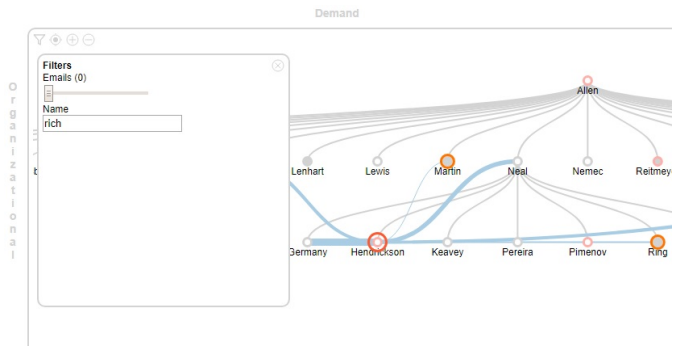 Demand
Organizational
Filters
Emails (0)
Name
rich
Allen
Lenhart Lewis Martin Neal Nemec Reitmey
Germany Hendrickson Keavey Pereira Pimenov Ring